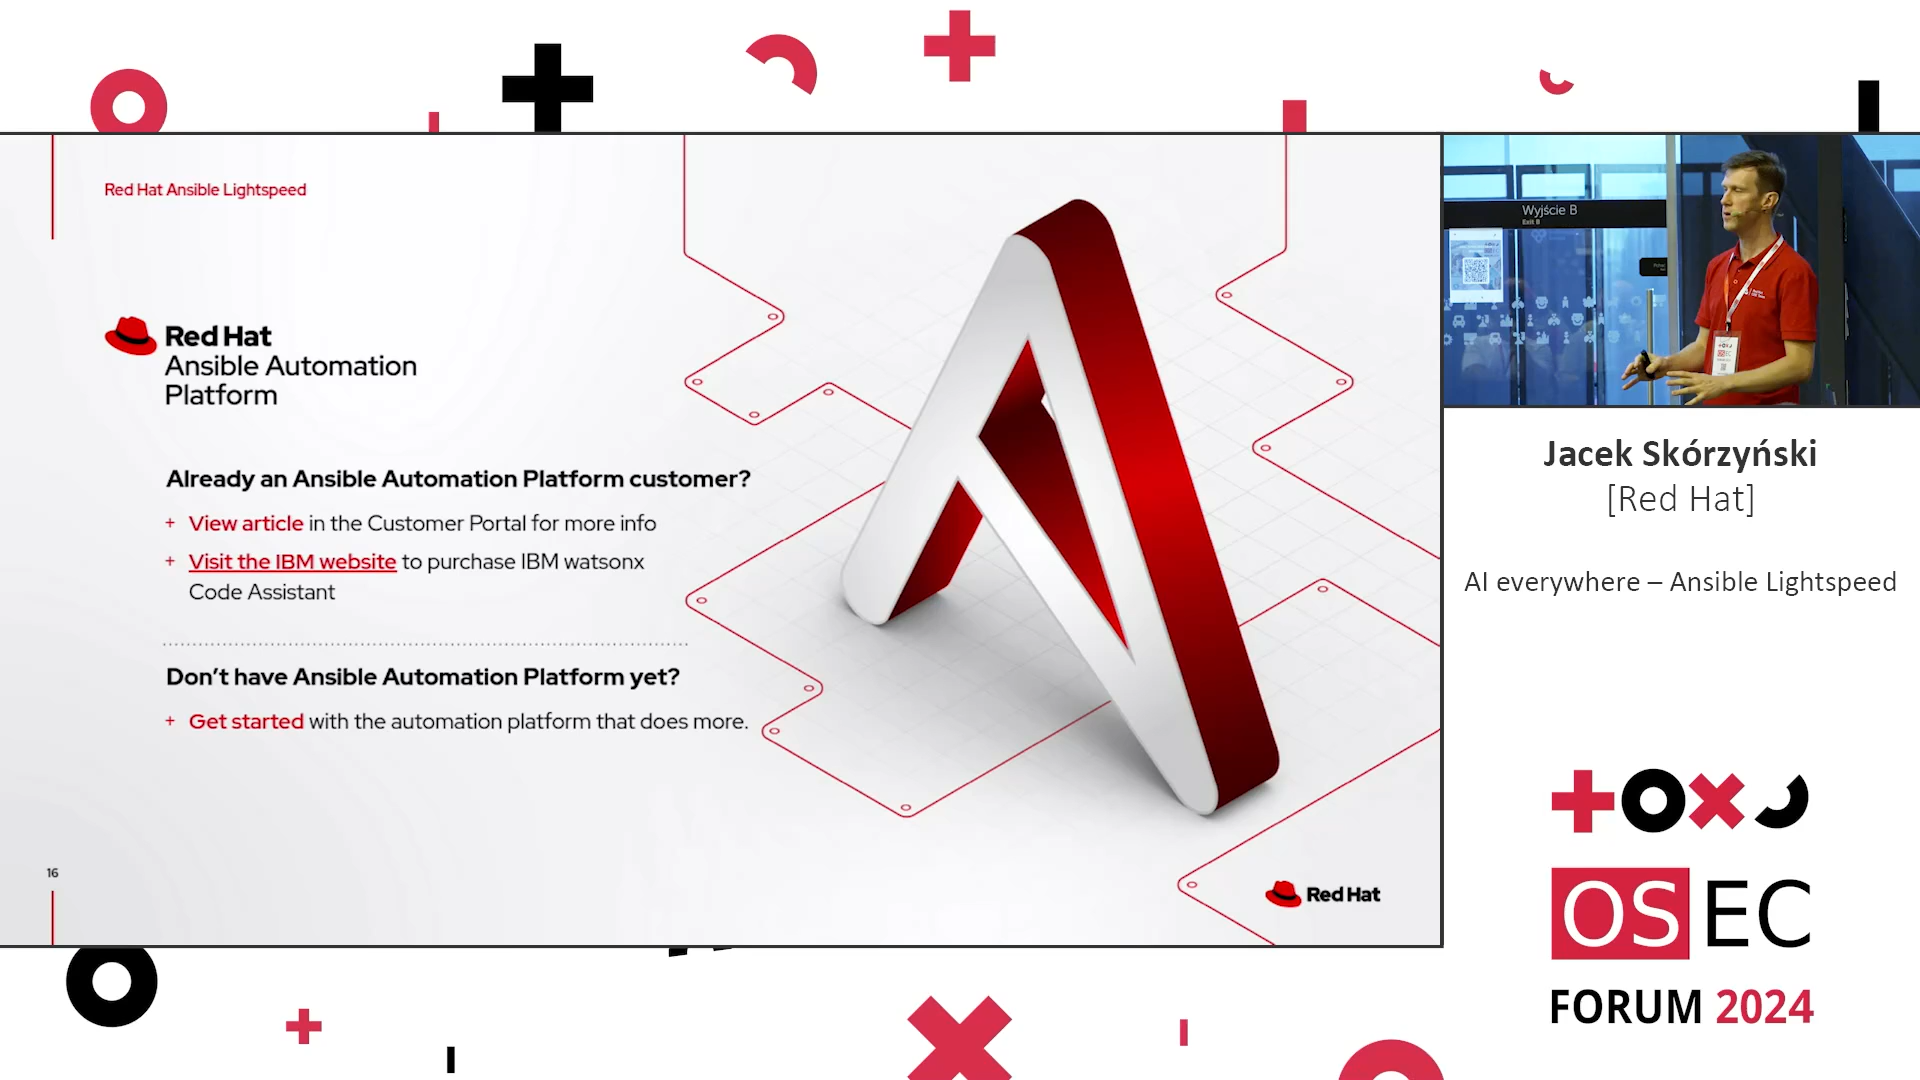 Red Hat Ansible Lightspeed
Red Hat
Ansible Automation
Platform
Already an Ansible Automation Platform customer?
+ View article in the Customer Portal for more info
+ Visit the IBM website to purchase IBM watsonx
Code Assistant
Don’t have Ansible Automation Platform yet?
+ Get started with the automation platform that does more.
16
Red Hat
Wyjście B
Exit B
Jacek Skórzyński
[Red Hat]
AI everywhere – Ansible Lightspeed
OSEC
FORUM 2024